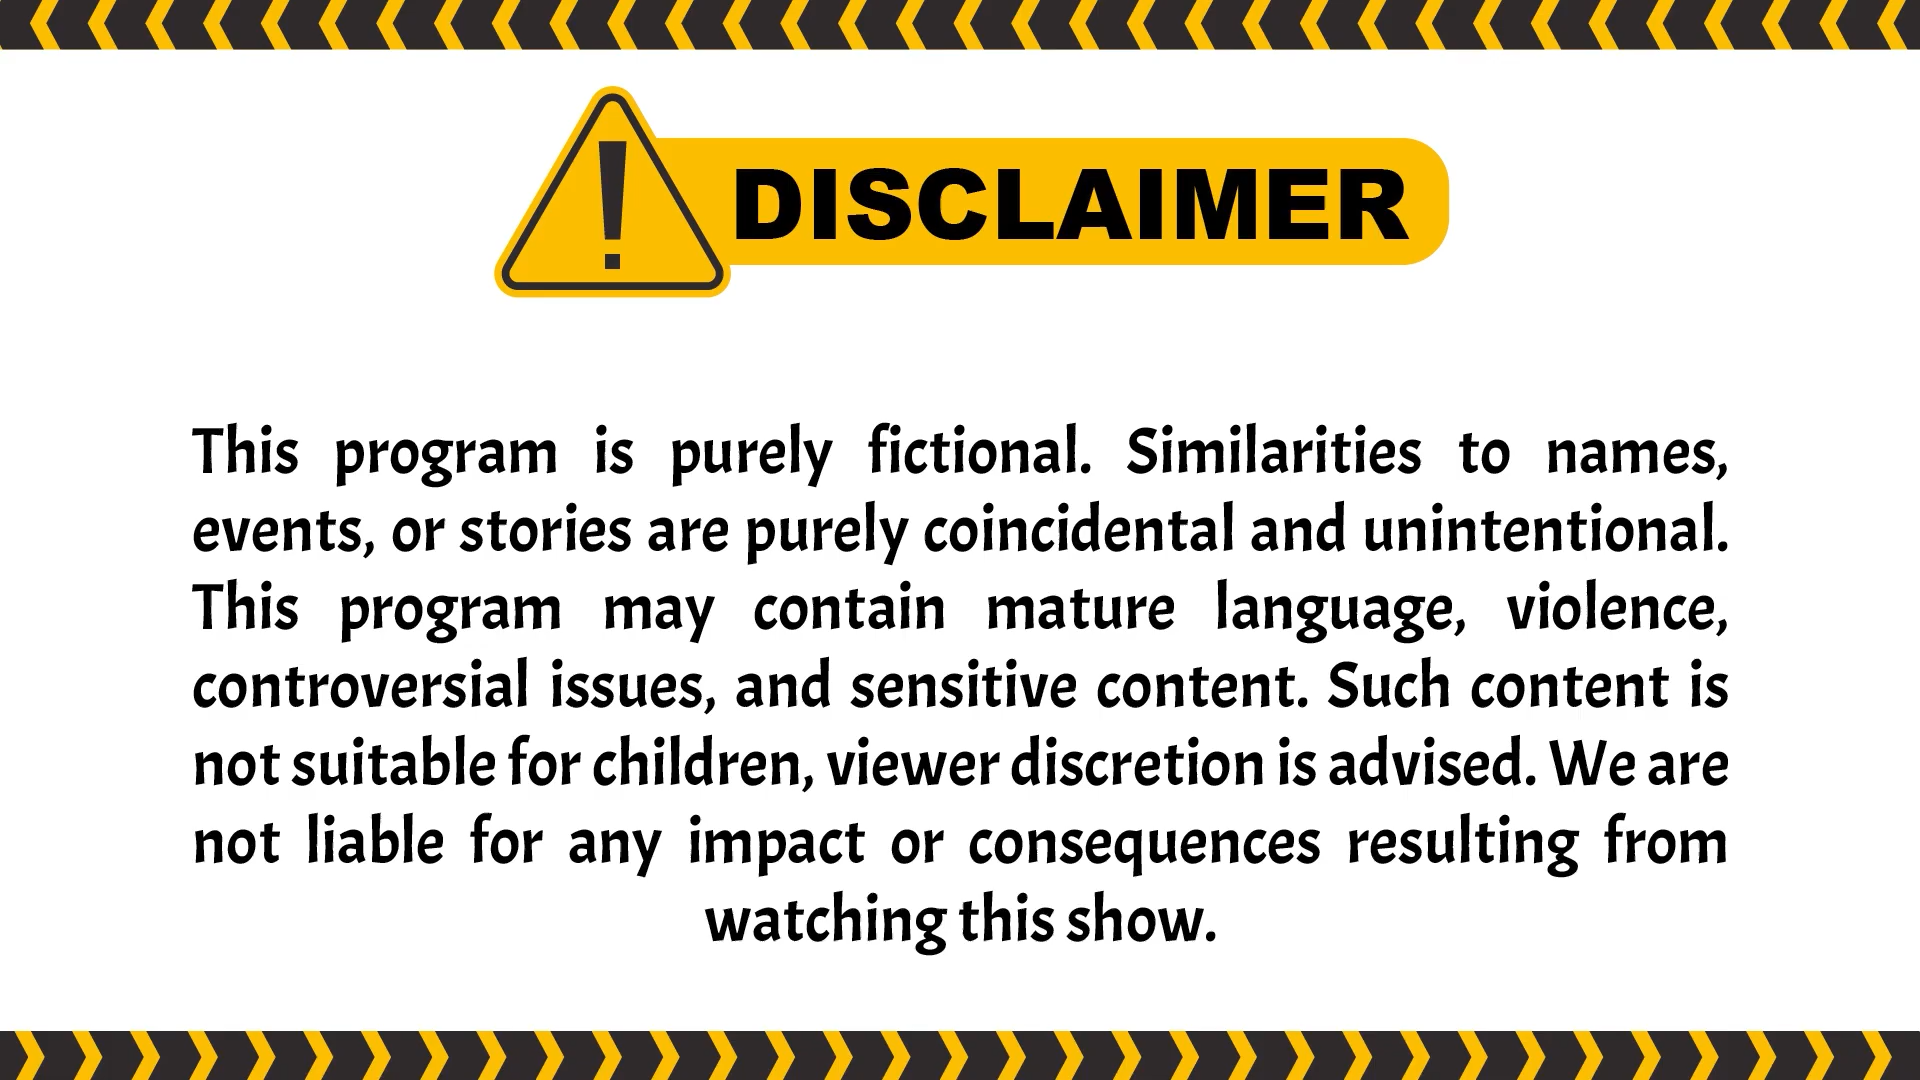 DISCLAIMER
This program is purely fictional. Similarities to names,
events, or stories are purely coincidental and unintentional.
This program may contain mature language, violence,
controversial issues, and sensitive content. Such content is
not suitable for children, viewer discretion is advised. We are
not liable for any impact or consequences resulting from
watching this show.